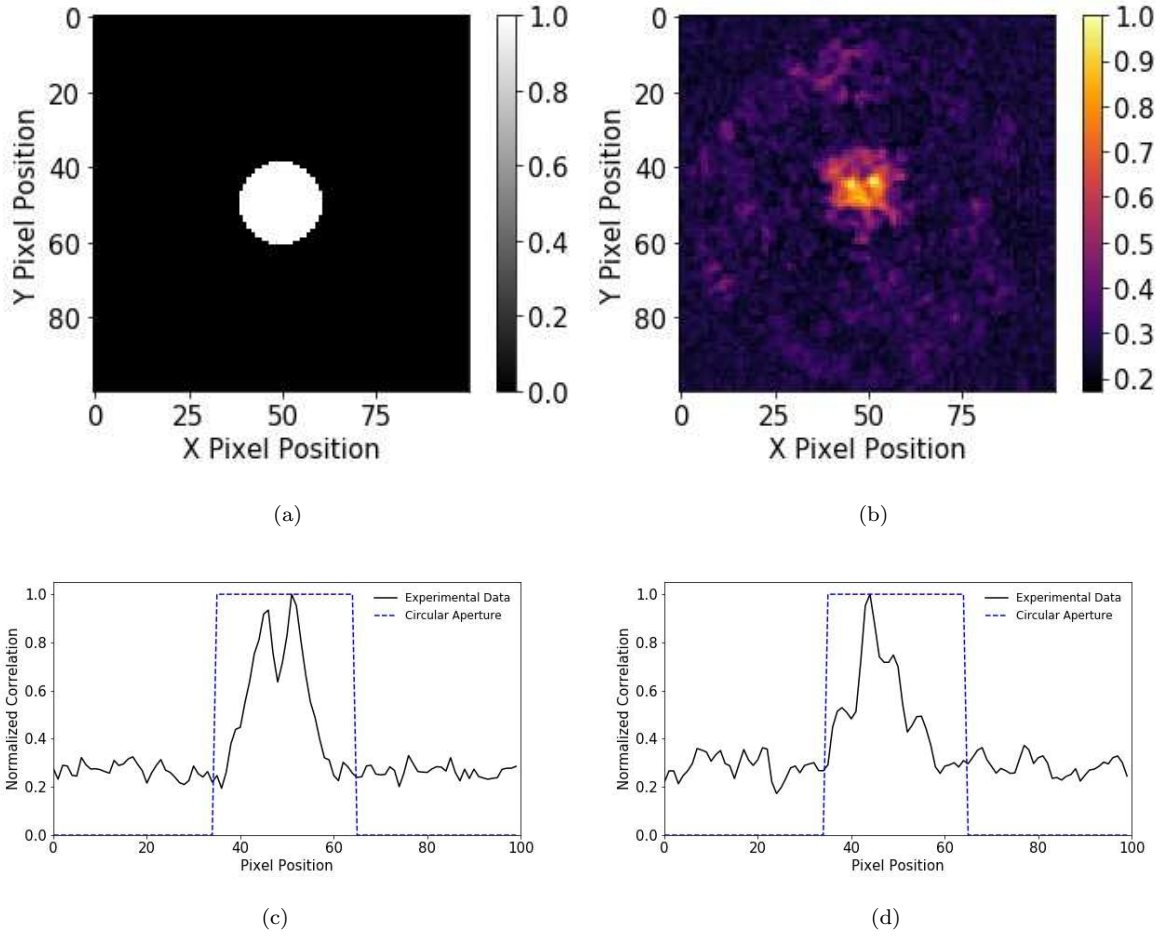 0
20
40
60
80
Y Pixel Position
0 25 50 75
X Pixel Position
1.0
0.8
0.6
0.4
0.2
0.0
(a)
0
20
40
60
80
Y Pixel Position
0 25 50 75
X Pixel Position
1.0
0.9
0.8
0.7
0.6
0.5
0.4
0.3
0.2
(b)
1.0
0.8
0.6
0.4
0.2
0.0
Normalized Correlation
Experimental Data
Circular Aperture
0 20 40 60 80 100
Pixel Position
(c)
1.0
0.8
0.6
0.4
0.2
0.0
Normalized Correlation
Experimental Data
Circular Aperture
0 20 40 60 80 100
Pixel Position
(d)